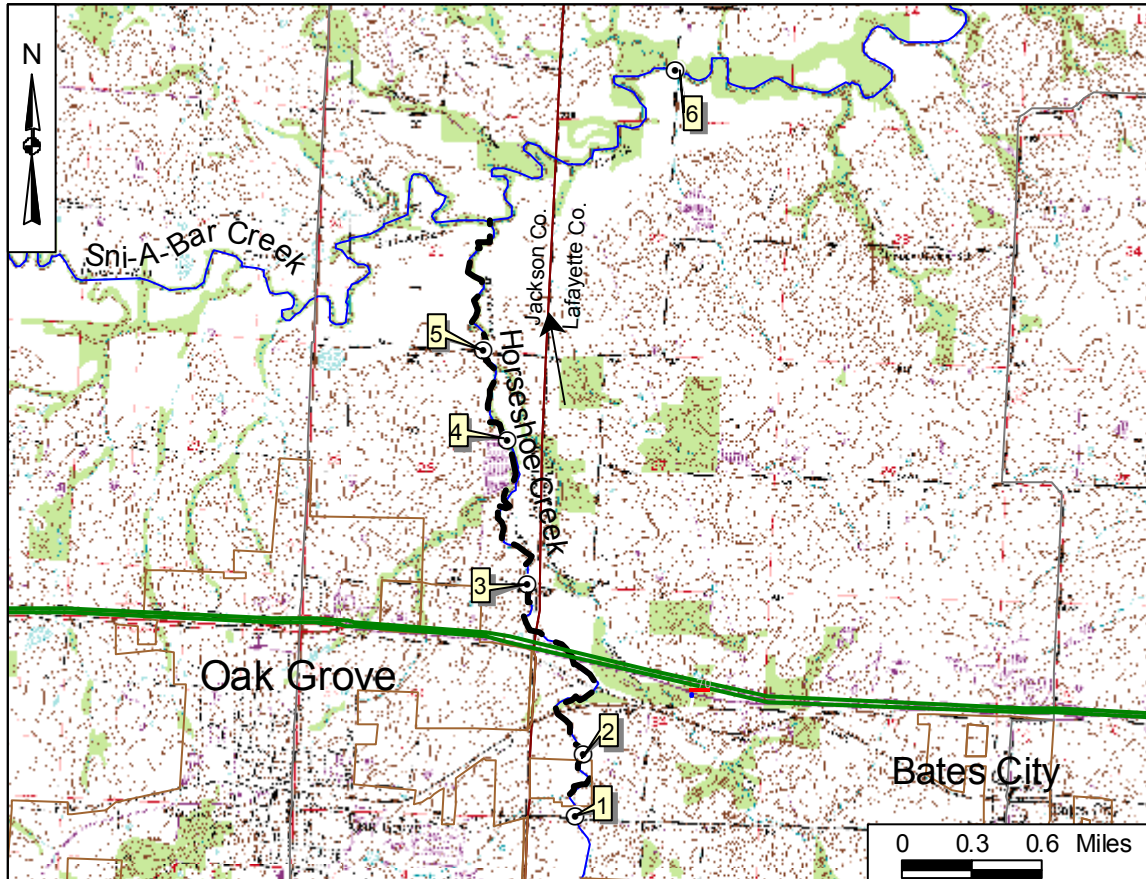 N
6
Sni-A-Bar Creek
Jackson Co.
Lafayette Co.
5
Horseshoe Creek
4
3
Oak Grove
2
Bates City
1
0 0.3 0.6 Miles